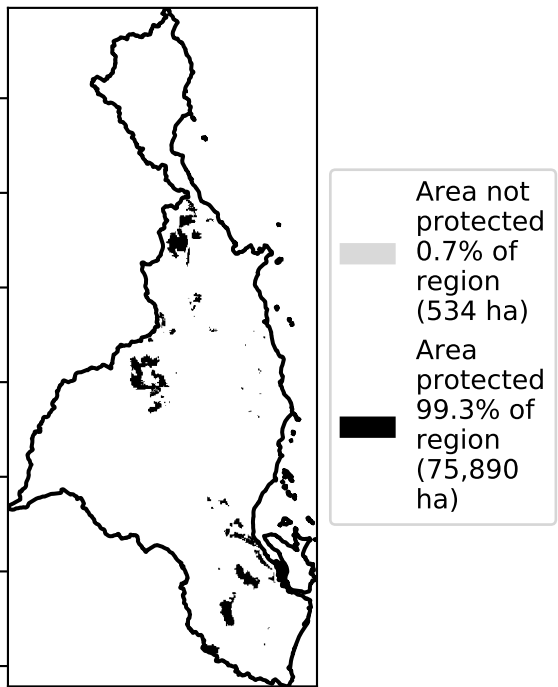 Area not
protected
0.7% of
region
(534 ha)
Area
protected
99.3% of
region
(75,890
ha)